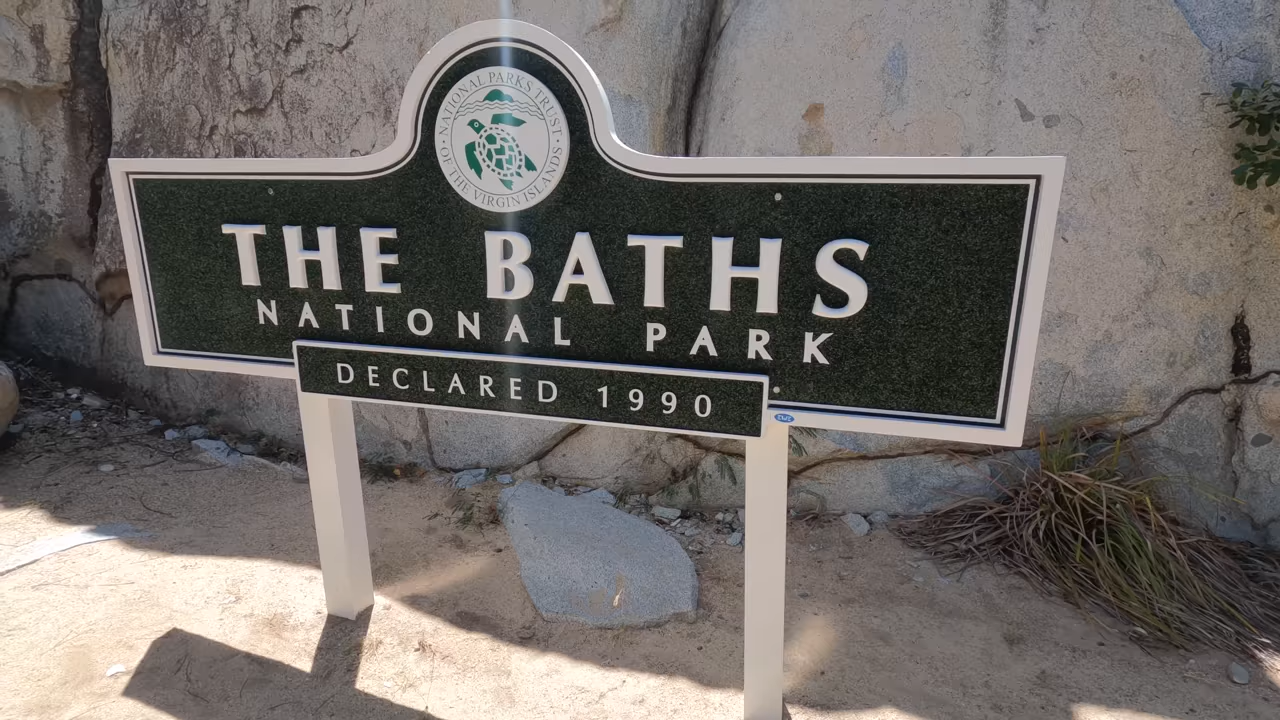 NATIONAL PARKS TRUST
OF THE VIRGIN ISLANDS
THE BATHS
NATIONAL PARK
DECLARED 1990